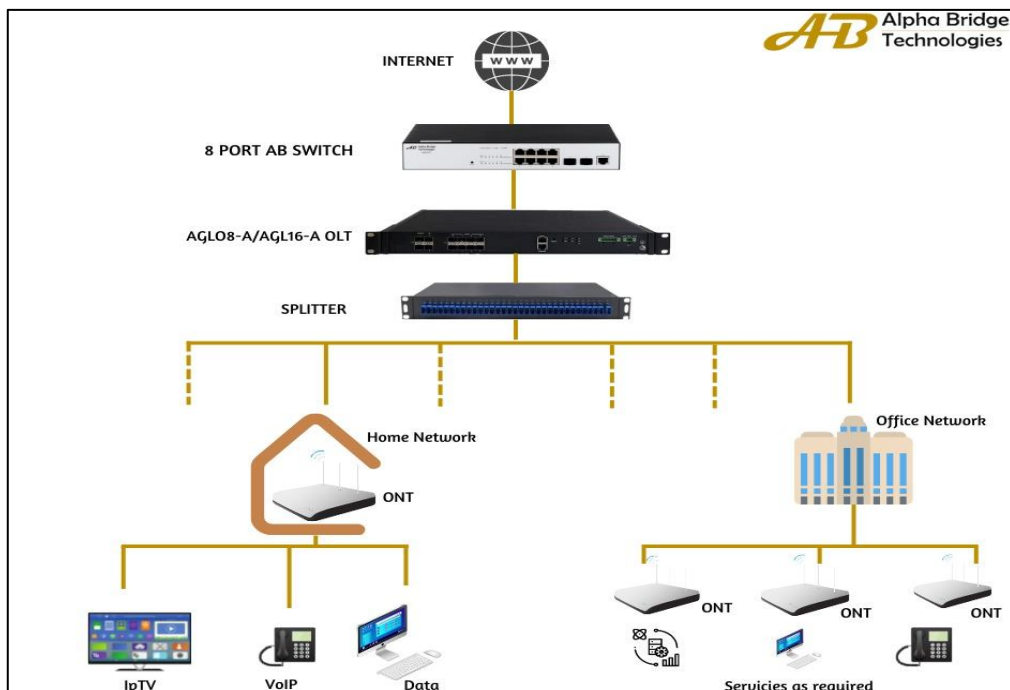 AB Alpha Bridge
Technologies
INTERNET
WWW
8 PORT AB SWITCH
AGLO8-A/AGL16-A OLT
SPLITTER
Home Network
Office Network
ONT
ONT
ONT
ONT
IpTV
VoIP
Data
Servicies as required